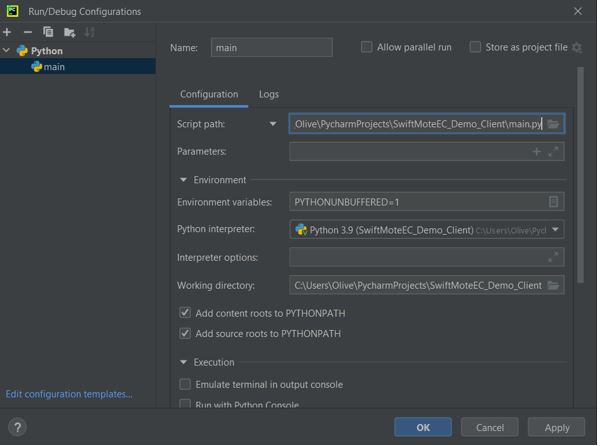 Run/Debug Configurations
Python
main
Edit configuration templates...
Name: main Allow parallel run Store as project file
Configuration Logs
Script path: Olive\PycharmProjects\SwiftMoteEC_Demo_Client\main.py
Parameters:
Environment
Environment variables: PYTHONUNBUFFERED=1
Python interpreter: Python 3.9 (SwiftMoteEC_Demo_Client) C:\Users\Olive\Pycl
Interpreter options:
Working directory: C:\Users\Olive\PycharmProjects\SwiftMoteEC_Demo_Client
Add content roots to PYTHONPATH
Add source roots to PYTHONPATH
Execution
Emulate terminal in output console
Run with Python Console
? OK Cancel Apply